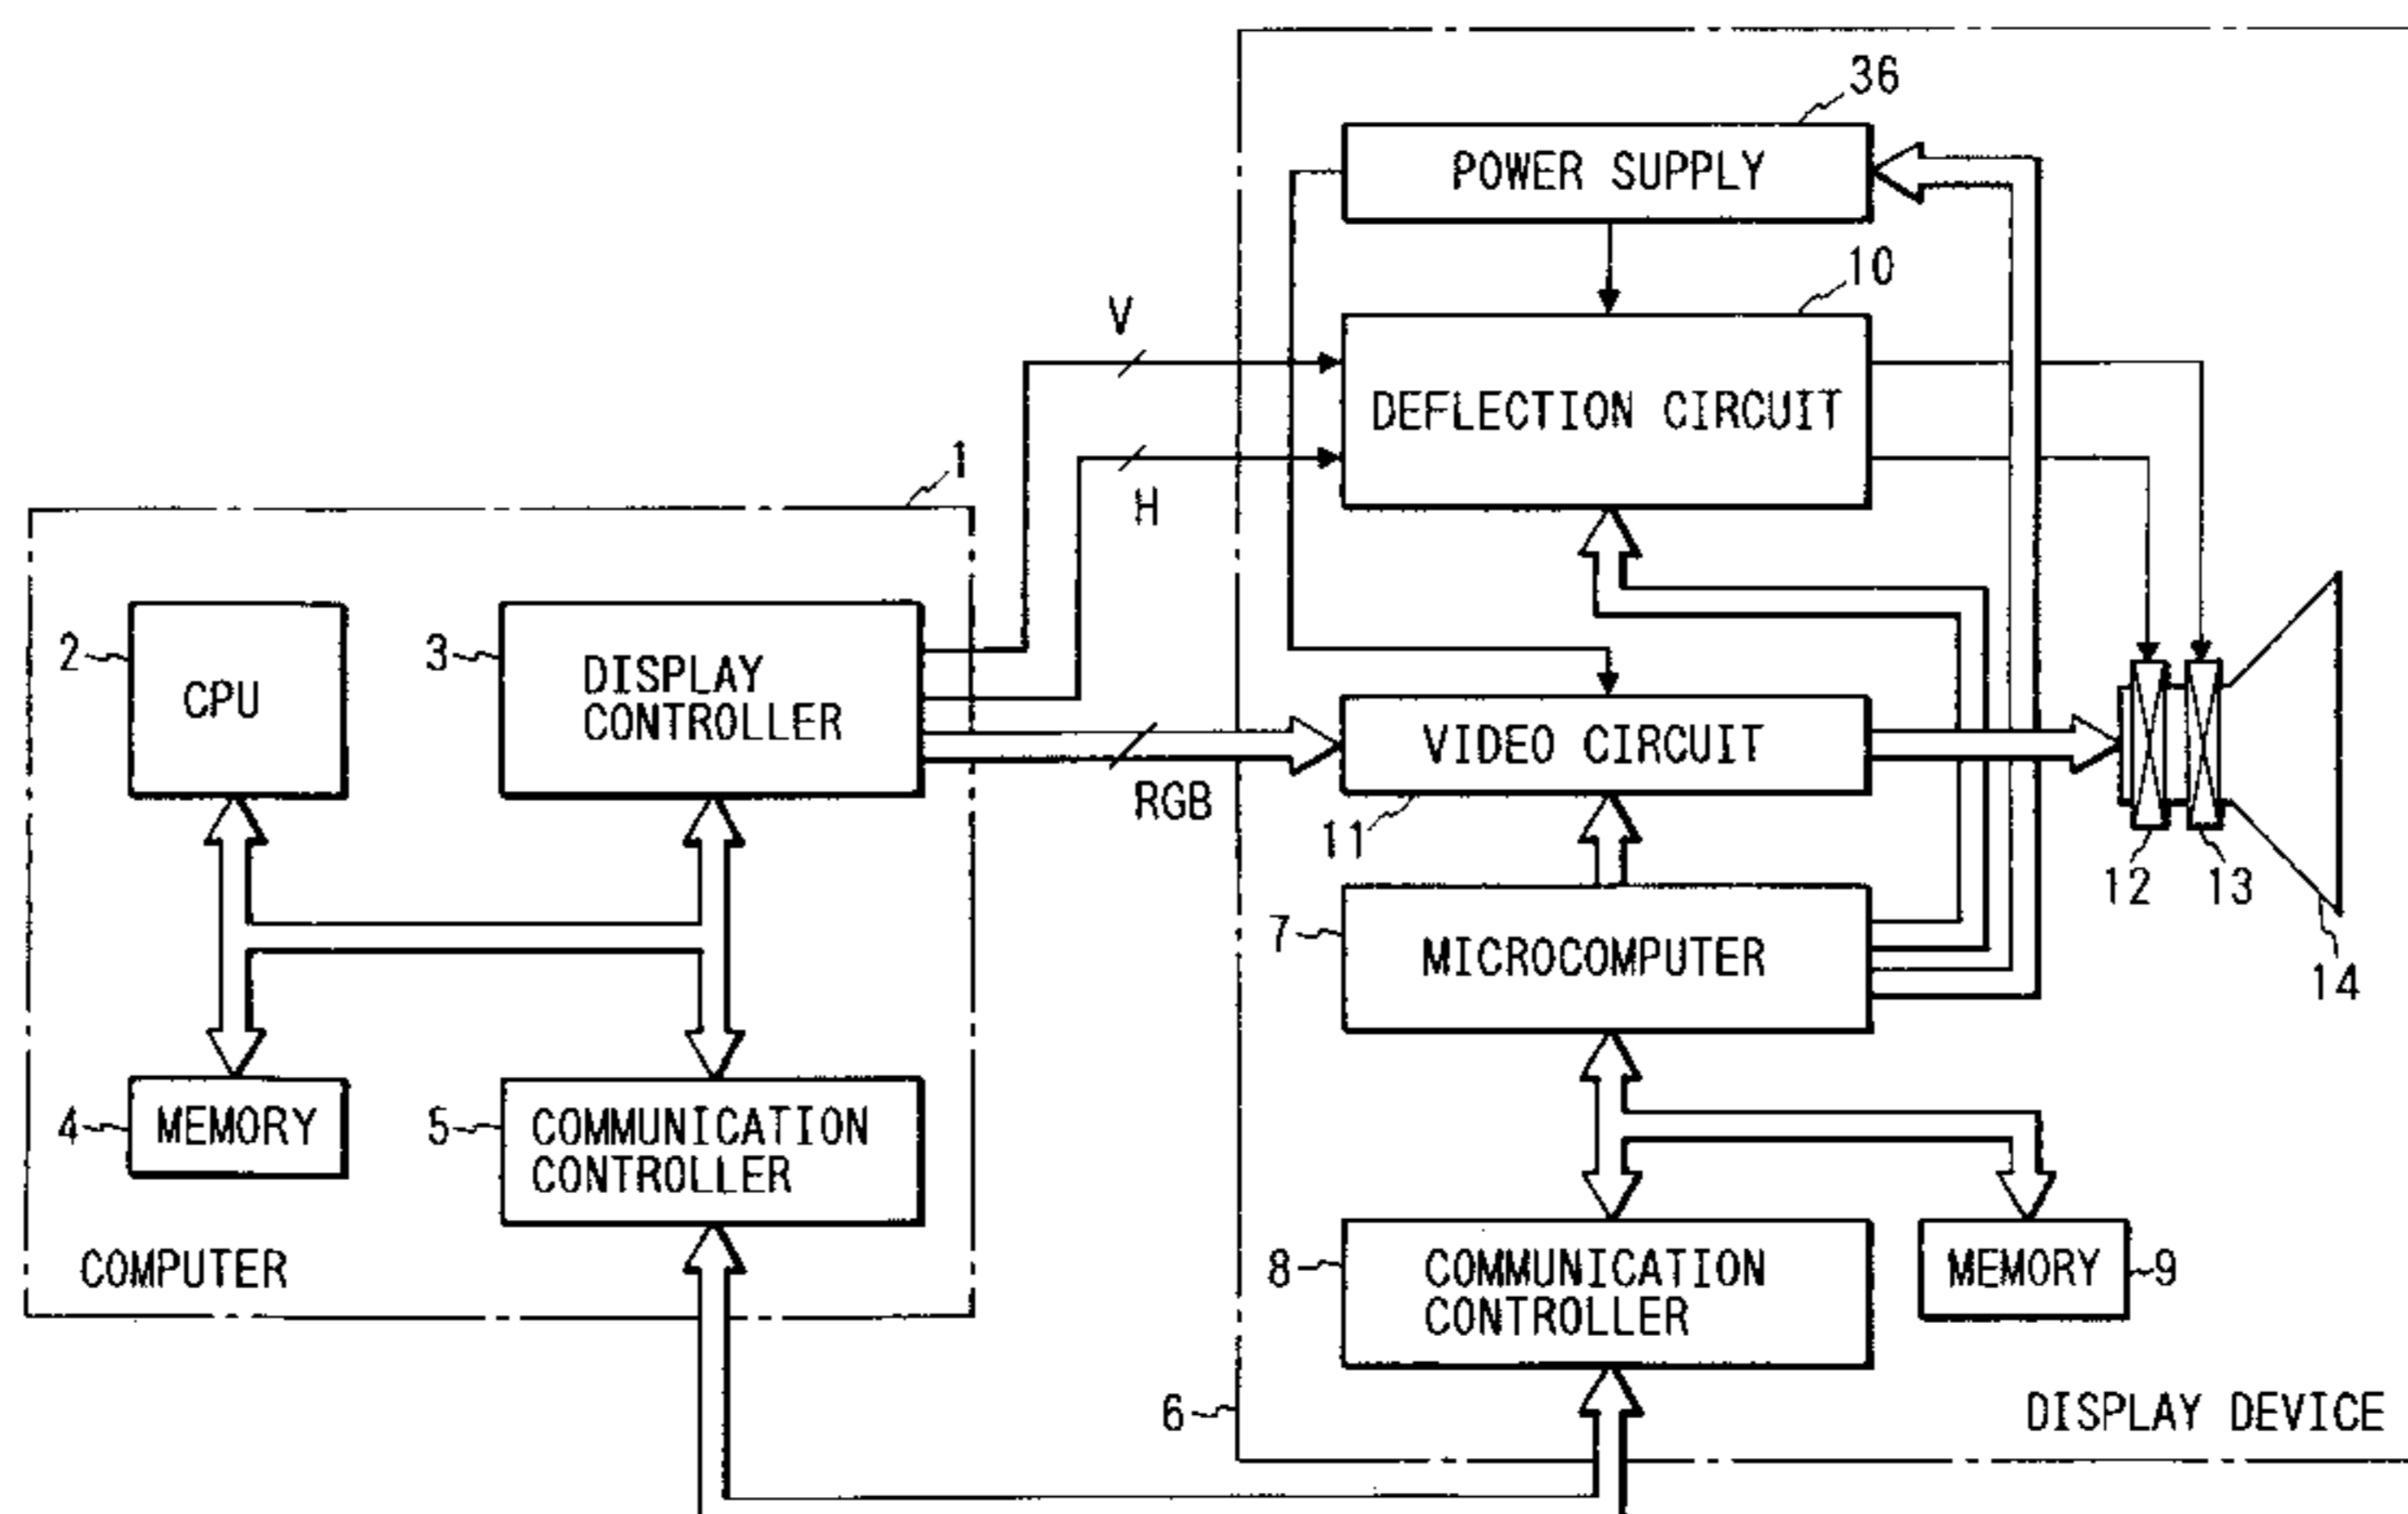 36
POWER SUPPLY
10
V
DEFLECTION CIRCUIT
1
H
2
CPU
3
DISPLAY
CONTROLLER
VIDEO CIRCUIT
RGB
11
12
13
7
MICROCOMPUTER
14
4
MEMORY
5
COMMUNICATION
CONTROLLER
COMPUTER
8
COMMUNICATION
CONTROLLER
MEMORY
9
6
DISPLAY DEVICE